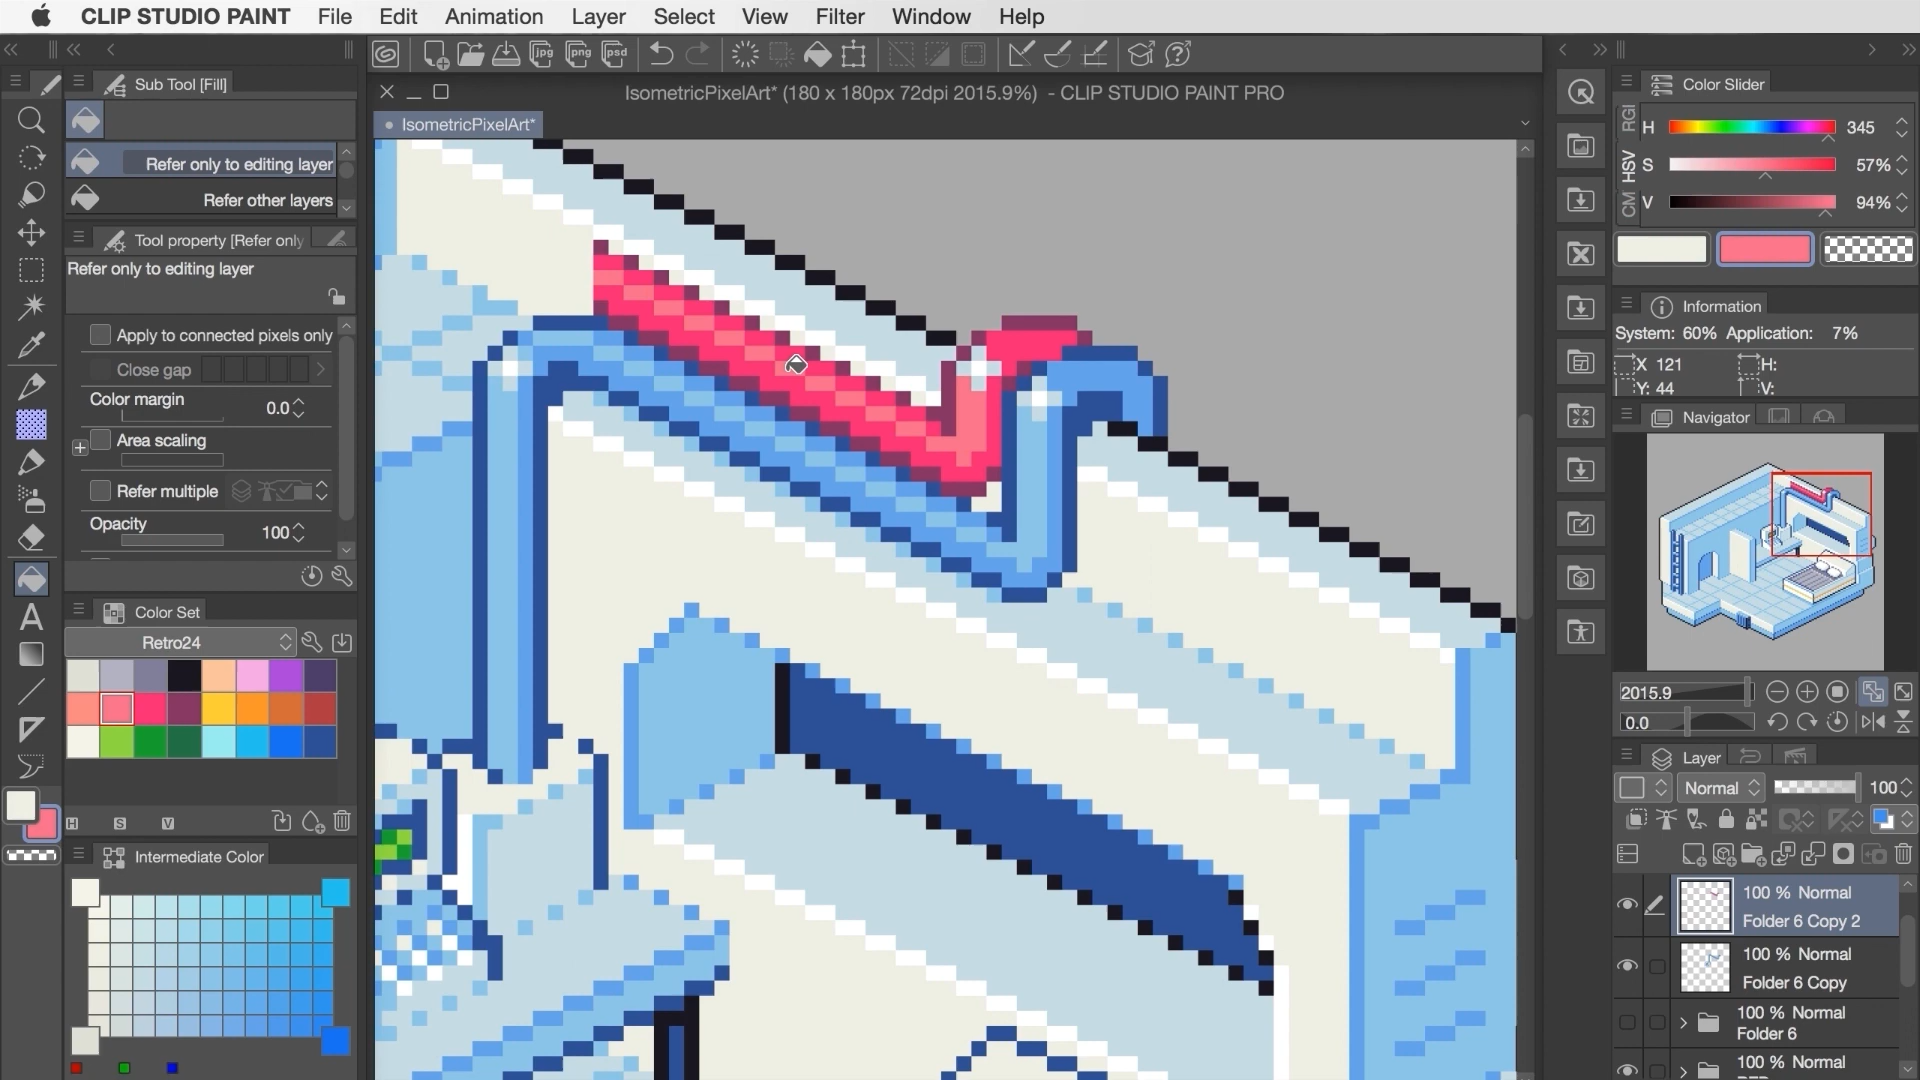 CLIP STUDIO PAINT File Edit Animation Layer Select View Filter Window Help
Sub Tool [Fill]
jpg png psd
Color Slider
IsometricPixelArt* (180 x 180px 72dpi 2015.9%) - CLIP STUDIO PAINT PRO
IsometricPixelArt*
H 345
HSV S 57%
CM V 94%
Refer only to editing layer
Refer other layers
Tool property [Refer only
Refer only to editing layer
Information
System: 60% Application: 7%
X 121 H:
Y: 44 V:
Apply to connected pixels only
Close gap
Color margin 0.0
Area scaling
Refer multiple
Opacity 100
Navigator
Color Set
Retro24
2015.9
0.0
Layer
Normal 100
H S V
Intermediate Color
100 % Normal
Folder 6 Copy 2
100 % Normal
Folder 6 Copy
100 % Normal
Folder 6
100 % Normal